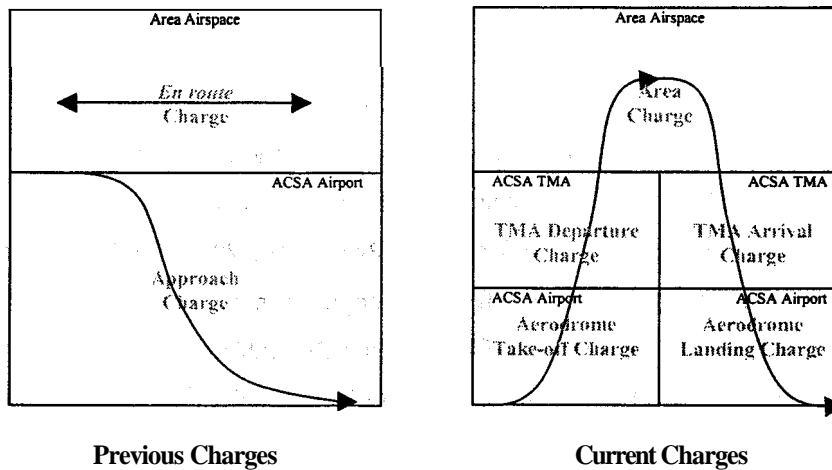 Area Airspace
En route
Charge
ACSA Airport
Approach
Charge
Previous Charges
Area Airspace
Area
Charge
ACSA TMA
ACSA TMA
TMA Departure
Charge
TMA Arrival
Charge
ACSA Airport
ACSA Airport
Aerodrome
Take-off Charge
Aerodrome
Landing Charge
Current Charges